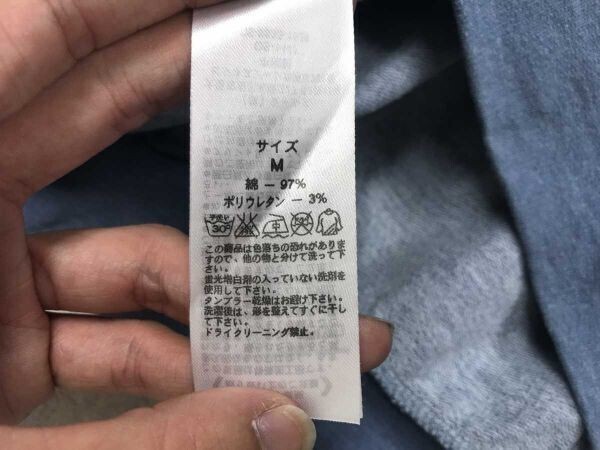 サイズ
M
綿 — 97%
ポリウレタン — 3%
手洗イ
30
中
この商品は色落ちの恐れがありま
すので、他の物と分けて洗って下
さい。
蛍光増白剤の入っていない洗剤を
使用して下さい。
タンブラー乾燥はお避け下さい。
洗濯後は、形を整えてすぐに干し
て下さい。
ドライクリーニング禁止。